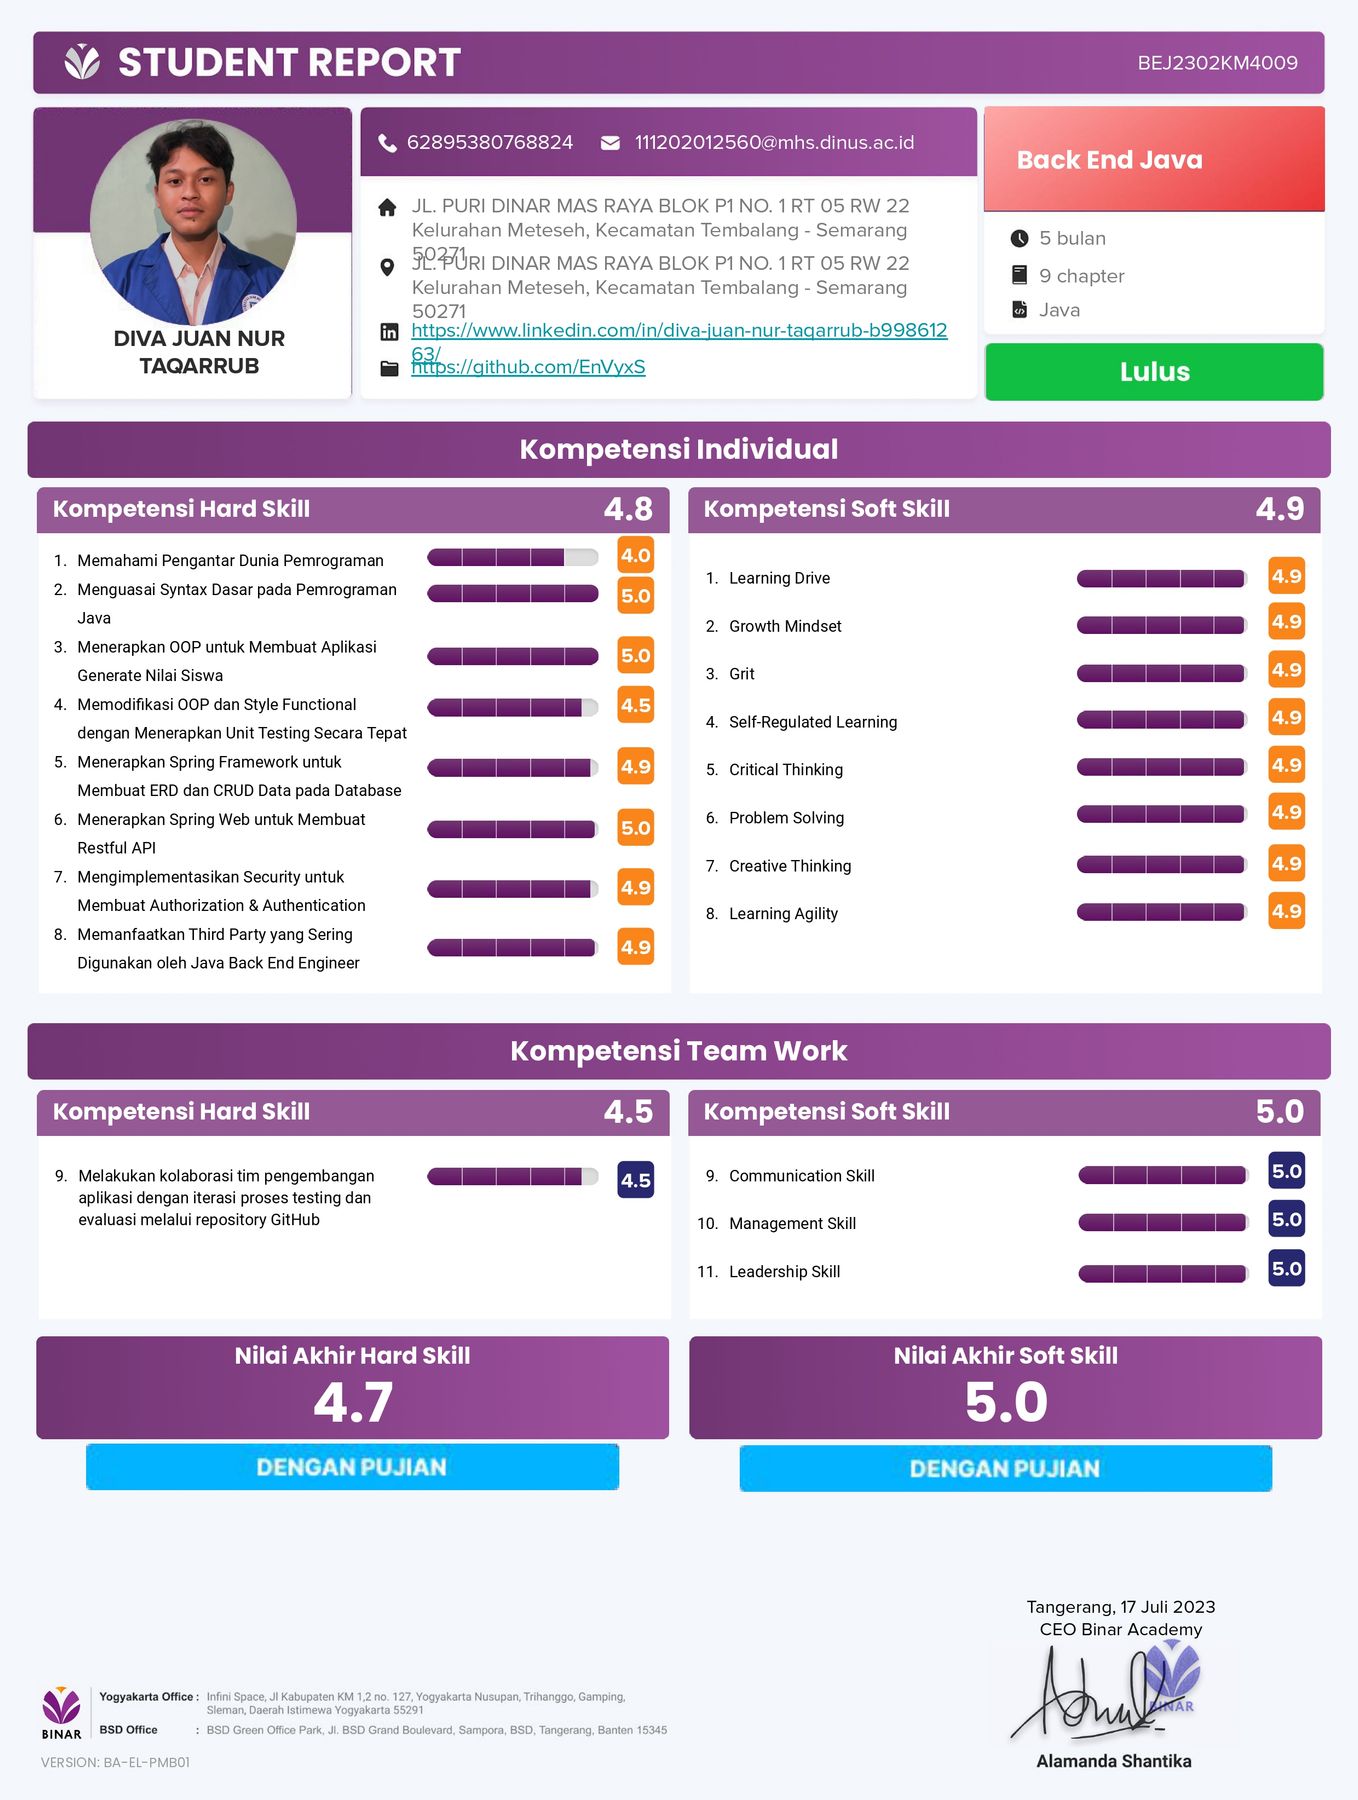 STUDENT REPORT
BEJ2302KM4009
DIVA JUAN NUR
TAQARRUB
62895380768824
111202012560@mhs.dinus.ac.id
JL. PURI DINAR MAS RAYA BLOK P1 NO. 1 RT 05 RW 22
Kelurahan Meteseh, Kecamatan Tembalang - Semarang
50271
JL. PURI DINAR MAS RAYA BLOK P1 NO. 1 RT 05 RW 22
Kelurahan Meteseh, Kecamatan Tembalang - Semarang
50271
https://www.linkedin.com/in/diva-juan-nur-taqarrub-b998612
63/
https://github.com/EnVyxS
Back End Java
5 bulan
9 chapter
Java
Lulus
Kompetensi Individual
Kompetensi Hard Skill 4.8
1. Memahami Pengantar Dunia Pemrograman 4.0
2. Menguasai Syntax Dasar pada Pemrograman 5.0
Java
3. Menerapkan OOP untuk Membuat Aplikasi 5.0
Generate Nilai Siswa
4. Memodifikasi OOP dan Style Functional 4.5
dengan Menerapkan Unit Testing Secara Tepat
5. Menerapkan Spring Framework untuk 4.9
Membuat ERD dan CRUD Data pada Database
6. Menerapkan Spring Web untuk Membuat 5.0
Restful API
7. Mengimplementasikan Security untuk 4.9
Membuat Authorization & Authentication
8. Memanfaatkan Third Party yang Sering 4.9
Digunakan oleh Java Back End Engineer
Kompetensi Soft Skill 4.9
1. Learning Drive 4.9
2. Growth Mindset 4.9
3. Grit 4.9
4. Self-Regulated Learning 4.9
5. Critical Thinking 4.9
6. Problem Solving 4.9
7. Creative Thinking 4.9
8. Learning Agility 4.9
Kompetensi Team Work
Kompetensi Hard Skill 4.5
9. Melakukan kolaborasi tim pengembangan 4.5
aplikasi dengan iterasi proses testing dan
evaluasi melalui repository GitHub
Kompetensi Soft Skill 5.0
9. Communication Skill 5.0
10. Management Skill 5.0
11. Leadership Skill 5.0
Nilai Akhir Hard Skill
4.7
DENGAN PUJIAN
Nilai Akhir Soft Skill
5.0
DENGAN PUJIAN
Tangerang, 17 Juli 2023
CEO Binar Academy
BINAR
Alamanda Shantika
BINAR
Yogyakarta Office : Infini Space, Jl Kabupaten KM 1,2 no. 127, Yogyakarta Nusupan, Trihanggo, Gamping,
Sleman, Daerah Istimewa Yogyakarta 55291
BSD Office : BSD Green Office Park, Jl. BSD Grand Boulevard, Sampora, BSD, Tangerang, Banten 15345
VERSION: BA-EL-PMB01